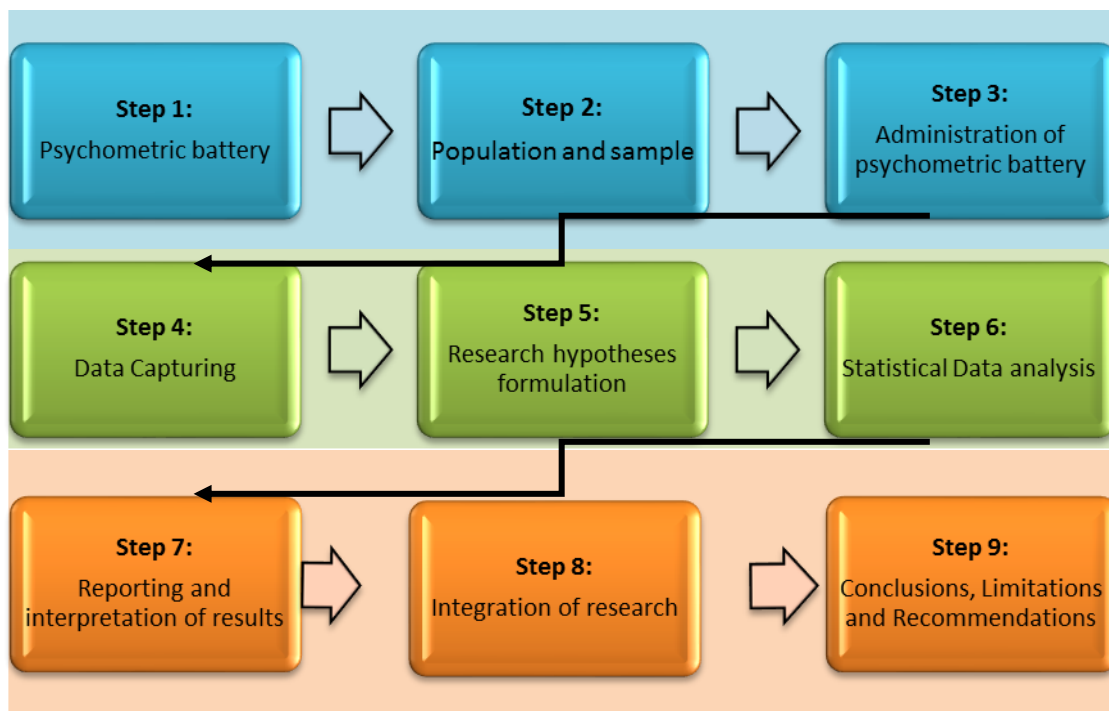 Step 1:
Psychometric battery
Step 2:
Population and sample
Step 3:
Administration of
psychometric battery
Step 4:
Data Capturing
Step 5:
Research hypotheses
formulation
Step 6:
Statistical Data analysis
Step 7:
Reporting and
interpretation of results
Step 8:
Integration of research
Step 9:
Conclusions, Limitations
and Recommendations